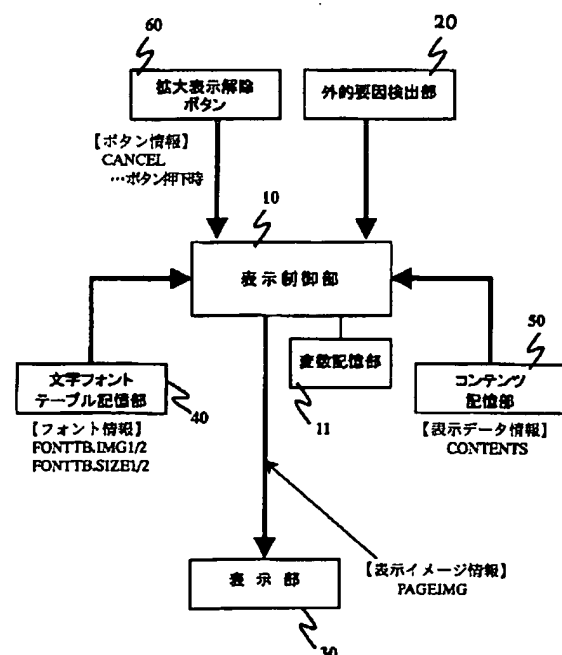 60
20
拡大表示解除
ボタン
外的要因検出部
【ボタン情報】
CANCEL
…ボタン押下時
10
表示制御部
50
変数記憶部
11
文字フォント
テーブル記憶部
40
コンテンツ
記憶部
【フォント情報】
FONTTB.IMG1/2
FONTTB.SIZE1/2
【表示データ情報】
CONTENTS
表示部
30
【表示イメージ情報】
PAGEIMG